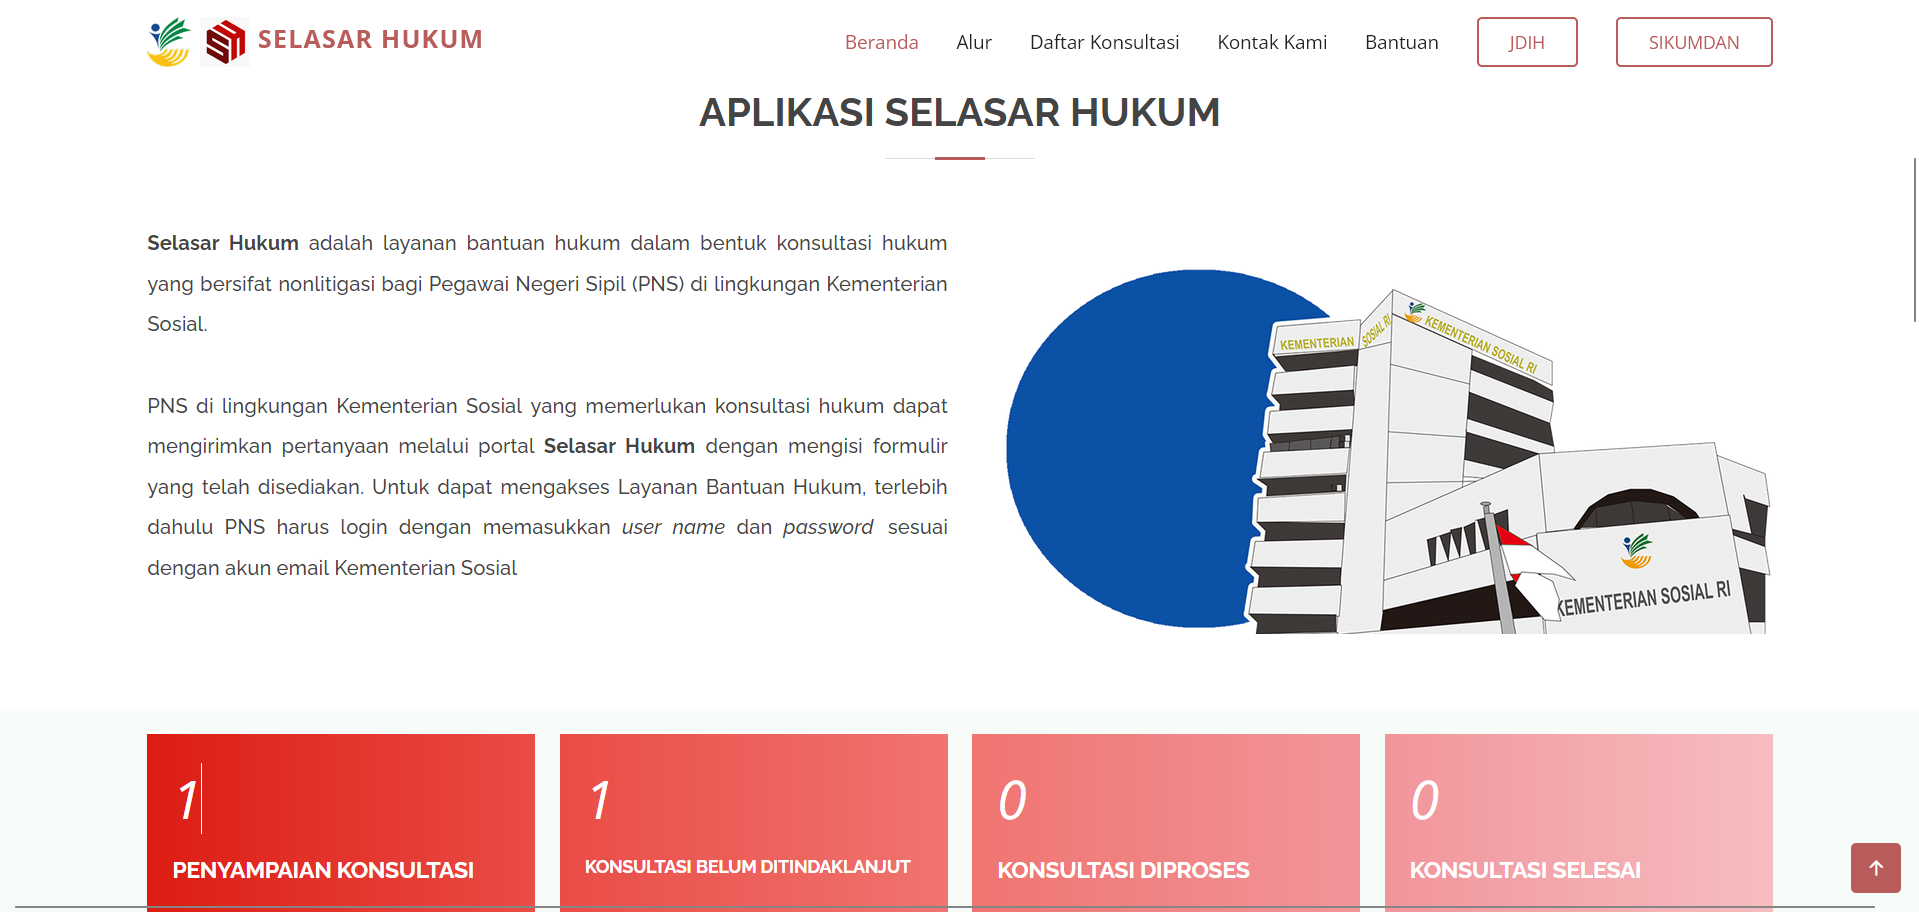 SELASAR HUKUM
Beranda
Alur
Daftar Konsultasi
Kontak Kami
Bantuan
JDIH
SIKUMDAN
APLIKASI SELASAR HUKUM
Selasar Hukum adalah layanan bantuan hukum dalam bentuk konsultasi hukum
yang bersifat nonlitigasi bagi Pegawai Negeri Sipil (PNS) di lingkungan Kementerian
Sosial.
PNS di lingkungan Kementerian Sosial yang memerlukan konsultasi hukum dapat
mengirimkan pertanyaan melalui portal Selasar Hukum dengan mengisi formulir
yang telah disediakan. Untuk dapat mengakses Layanan Bantuan Hukum, terlebih
dahulu PNS harus login dengan memasukkan user name dan password sesuai
dengan akun email Kementerian Sosial
KEMENTERIAN SOSIAL RI
KEMENTERIAN SOSIAL RI
KEMENTERIAN SOSIAL RI
1
PENYAMPAIAN KONSULTASI
1
KONSULTASI BELUM DITINDAKLANJUT
0
KONSULTASI DIPROSES
0
KONSULTASI SELESAI